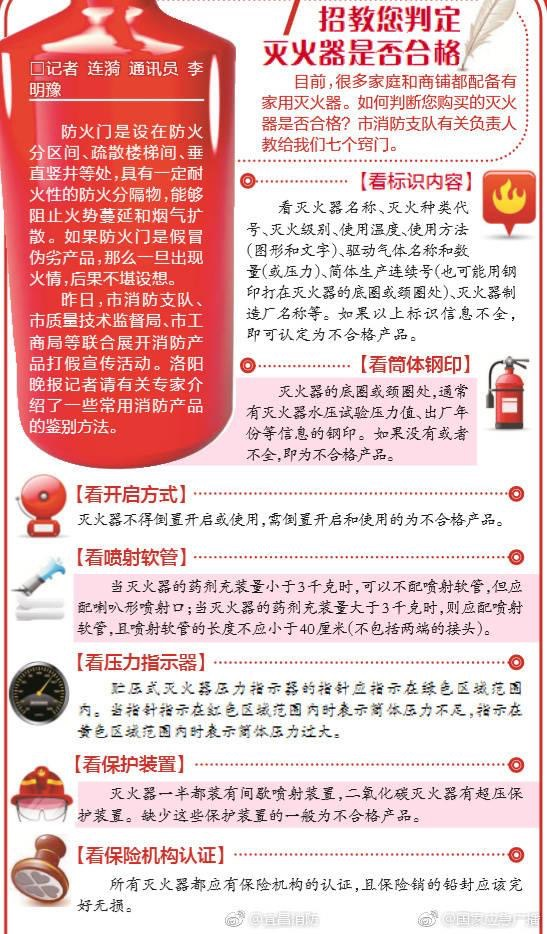 招教您判定
灭火器是否合格
□记者 连漪 通讯员 李
明豫
防火门是设在防火
分区间、疏散楼梯间、垂
直竖井等处,具有一定耐
火性的防火分隔物,能够
阻止火势蔓延和烟气扩
散。如果防火门是假冒
伪劣产品,那么一旦出现
火情,后果不堪设想。
昨日,市消防支队、
市质量技术监督局、市工
商局等联合展开消防产
品打假宣传活动。洛阳
晚报记者请有关专家介
绍了一些常用消防产品
的鉴别方法。
目前,很多家庭和商铺都配备有
家用灭火器。如何判断您购买的灭火
器是否合格?市消防支队有关负责人
教给我们七个窍门。
【看标识内容】
看灭火器名称、灭火种类代
号、灭火级别、使用温度、使用方法
(图形和文字)、驱动气体名称和数
量(或压力)、筒体生产连续号(也可能用钢
印打在灭火器的底圈或颈圈处)、灭火器制
造厂名称等。如果以上标识信息不全,
即可认定为不合格产品。
【看筒体钢印】
灭火器的底圈或颈圈处,通常
有灭火器水压试验压力值、出厂年
份等信息的钢印。如果没有或者
不全,即为不合格产品。
【看开启方式】
灭火器不得倒置开启或使用,需倒置开启和使用的为不合格产品。
【看喷射软管】
当灭火器的药剂充装量小于3千克时,可以不配喷射软管,但应
配喇叭形喷射口;当灭火器的药剂充装量大于3千克时,则应配喷射
软管,且喷射软管的长度不应小于40厘米(不包括两端的接头)。
【看压力指示器】
贮压式灭火器压力指示器的指针应指示在绿色区域范围
内。当指针指示在红色区域范围内时表示筒体压力不足,指示在
黄色区域范围内时表示筒体压力过大。
【看保护装置】
灭火器一半都装有间歇喷射装置,二氧化碳灭火器有超压保
护装置。缺少这些保护装置的一般为不合格产品。
【看保险机构认证】
所有灭火器都应有保险机构的认证,且保险销的铅封应该完
好无损。
@宜昌消防
@国家应急广播